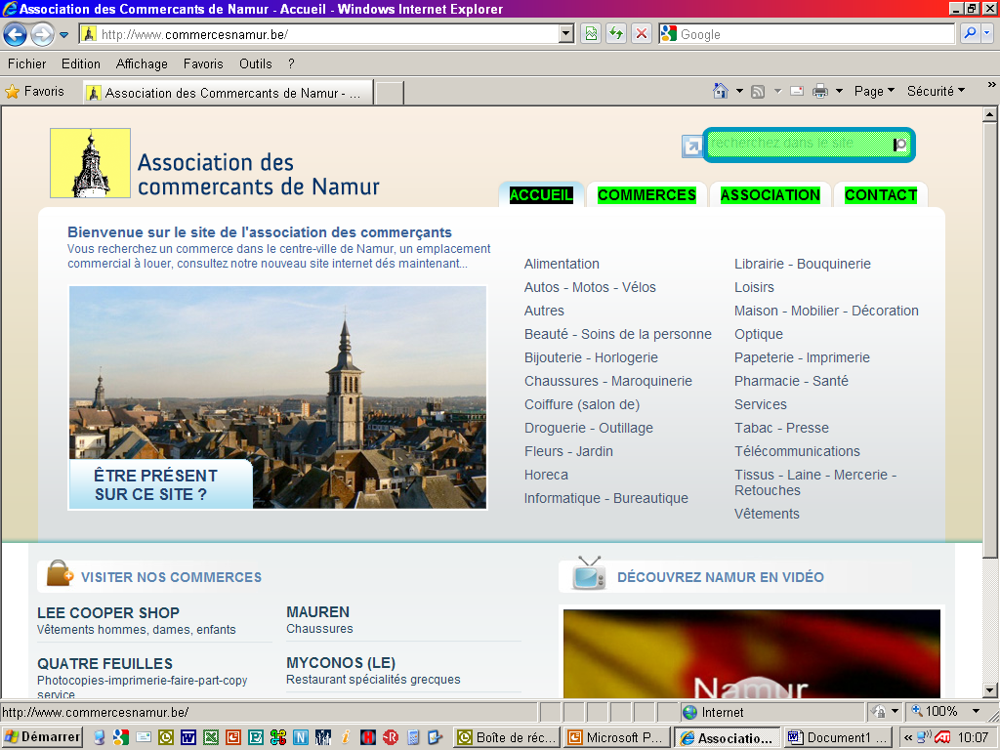 Association des Commercants de Namur - Accueil - Windows Internet Explorer
http://www.commercesnamur.be/
Google
Fichier Edition Affichage Favoris Outils ?
Favoris
Association des Commercants de Namur - ...
Page Sécurité »
Association des
commercants de Namur
recherchez dans le site
ACCUEIL COMMERCES ASSOCIATION CONTACT
Bienvenue sur le site de l'association des commerçants
Vous recherchez un commerce dans le centre-ville de Namur, un emplacement
commercial à louer, consultez notre nouveau site internet dés maintenant...
ÊTRE PRÉSENT
SUR CE SITE ?
Alimentation
Autos - Motos - Vélos
Autres
Beauté - Soins de la personne
Bijouterie - Horlogerie
Chaussures - Maroquinerie
Coiffure (salon de)
Droguerie - Outillage
Fleurs - Jardin
Horeca
Informatique - Bureautique
Librairie - Bouquinerie
Loisirs
Maison - Mobilier - Décoration
Optique
Papeterie - Imprimerie
Pharmacie - Santé
Services
Tabac - Presse
Télécommunications
Tissus - Laine - Mercerie -
Retouches
Vêtements
VISITER NOS COMMERCES
LEE COOPER SHOP
Vêtements hommes, dames, enfants
QUATRE FEUILLES
Photocopies-imprimerie-faire-part-copy
service
MAUREN
Chaussures
MYCONOS (LE)
Restaurant spécialités grecques
DÉCOUVREZ NAMUR EN VIDÉO
Namur
http://www.commercesnamur.be/
Internet
100%
Démarrer
Boîte de réc...
Microsoft P...
Associatio...
Document1 ...
« 10:07